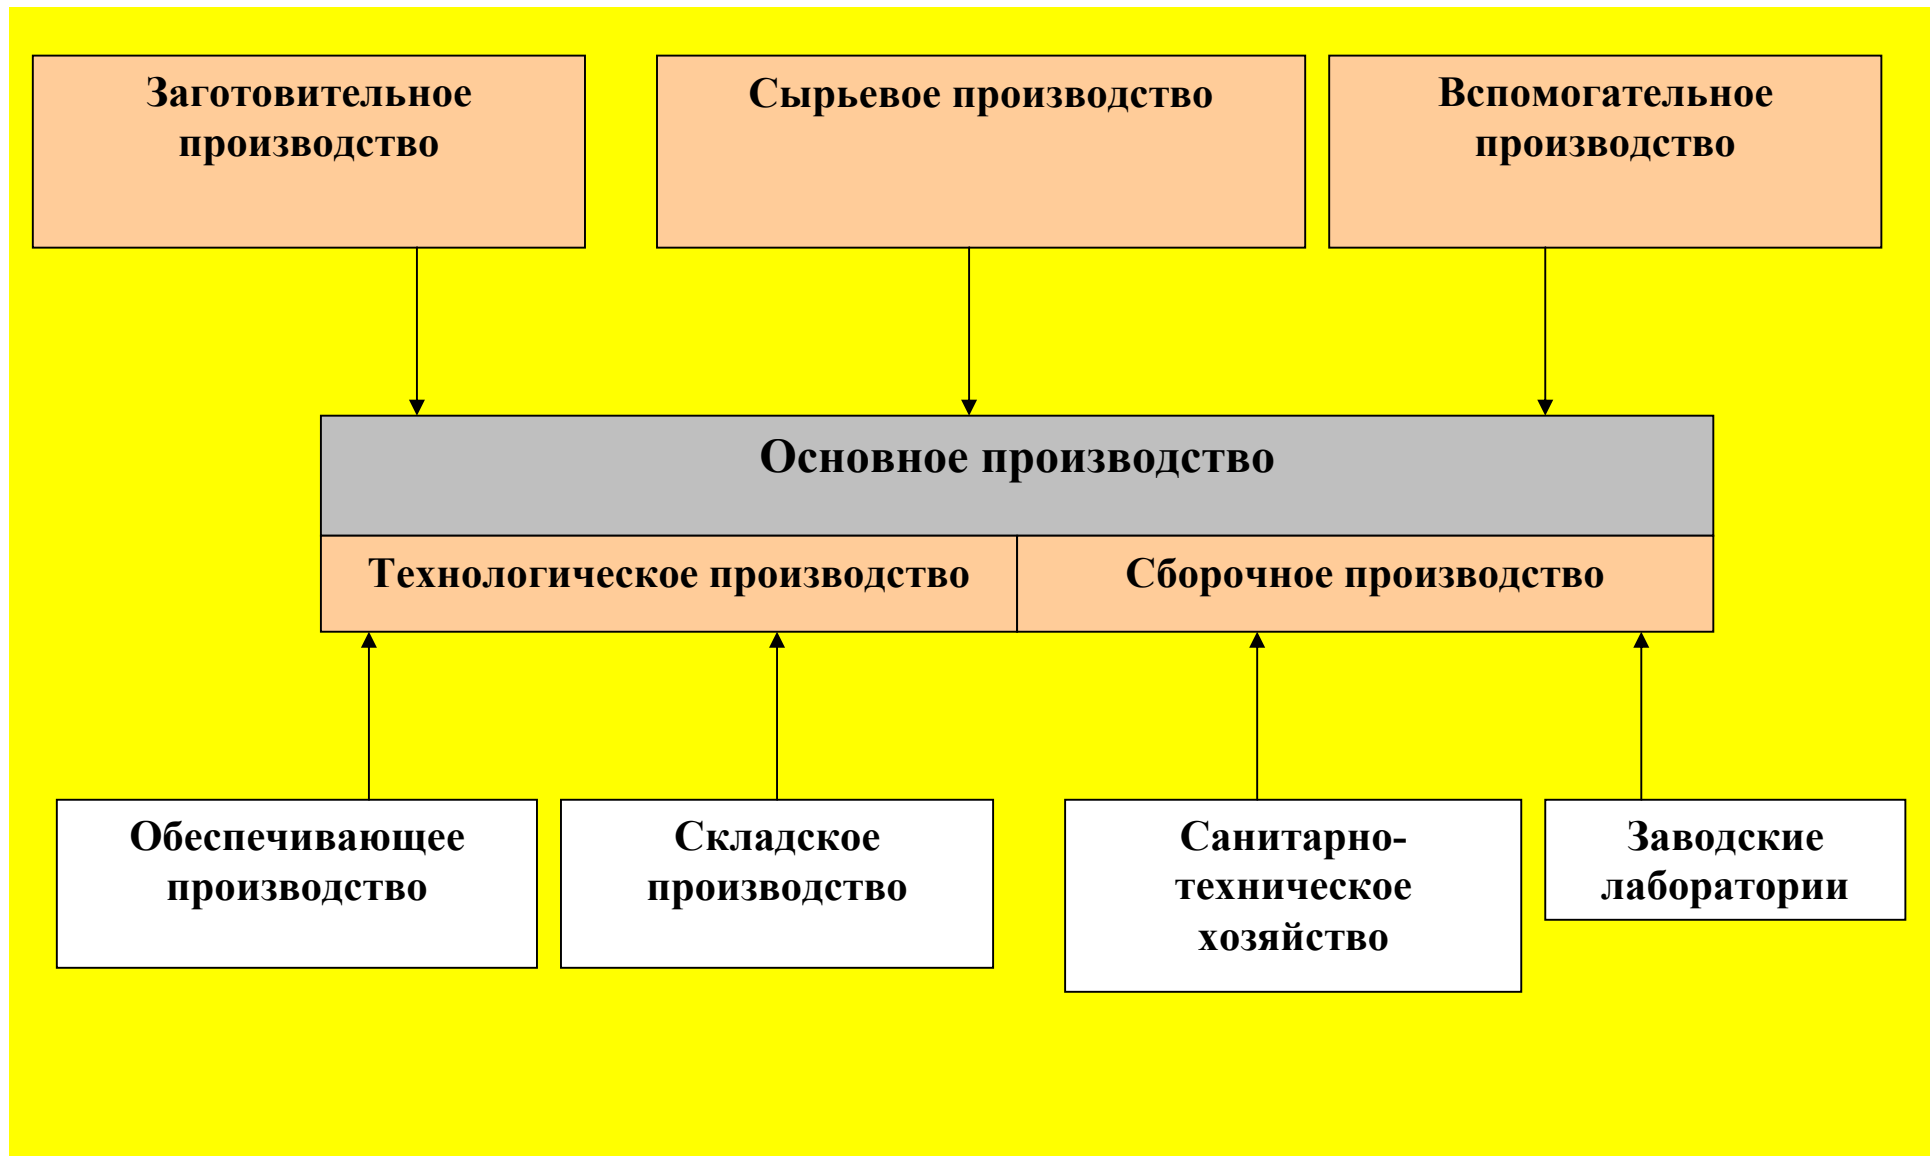 Заготовительное
производство
Сырьевое производство
Вспомогательное
производство
Основное производство
Технологическое производство
Сборочное производство
Обеспечивающее
производство
Складское
производство
Санитарно-
техническое
хозяйство
Заводские
лаборатории